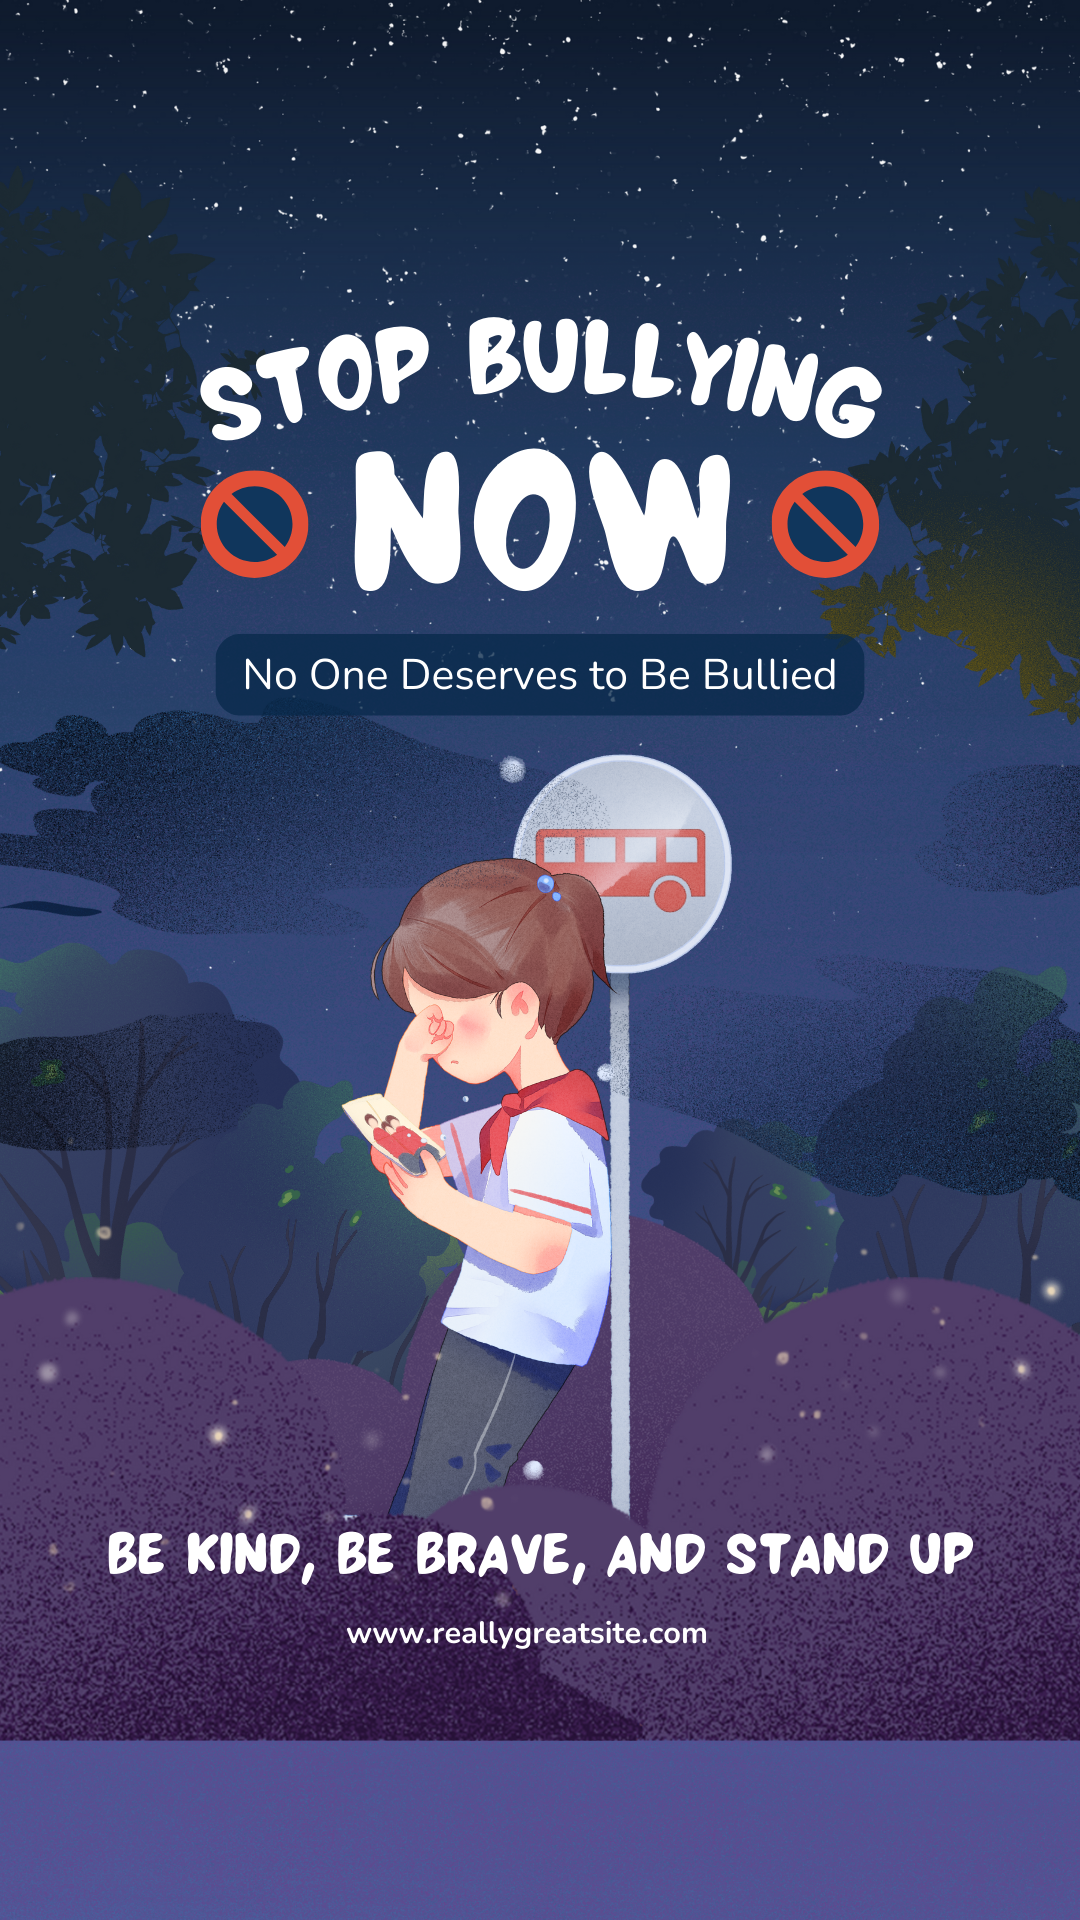 STOP BULLYING
NOW
No One Deserves to Be Bullied
BE KIND, BE BRAVE, AND STAND UP
www.reallygreatsite.com